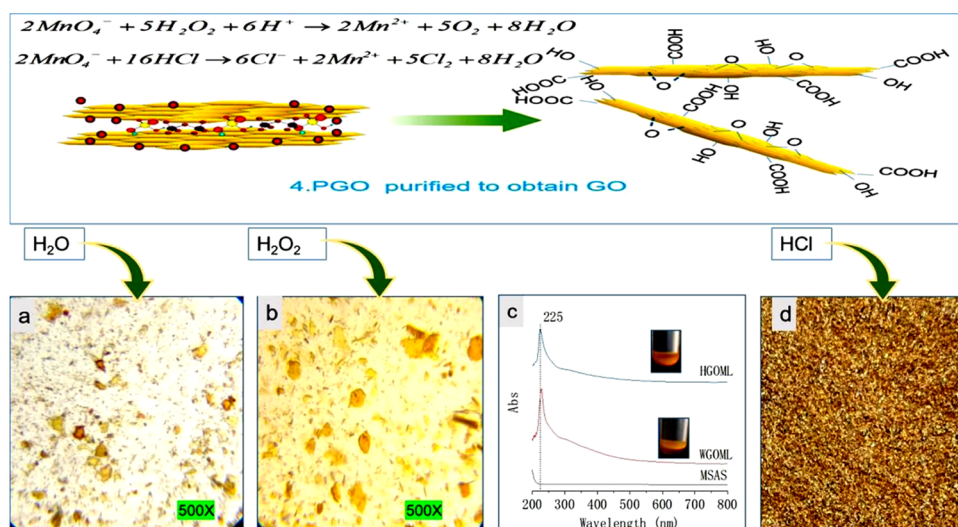 2MnO₄⁻ + 5H₂O₂ + 6H⁺ → 2Mn²⁺ + 5O₂ + 8H₂O
2MnO₄⁻ +16HCl → 6Cl⁻ + 2Mn²⁺ + 5Cl₂ + 8H₂O
COOH
HO
O
HO
O
COOH
HOOC
O
OH
COOH
OH
HOOC
HO
COOH
O
HO
O
HO
COOH
COOH
OH
4.PGO purified to obtain GO
H₂O
H₂O₂
HCl
a
500X
b
500X
c
225
HGOML
WGOML
MSAS
Abs
200 300 400 500 600 700 800
Wavelength (nm)
d